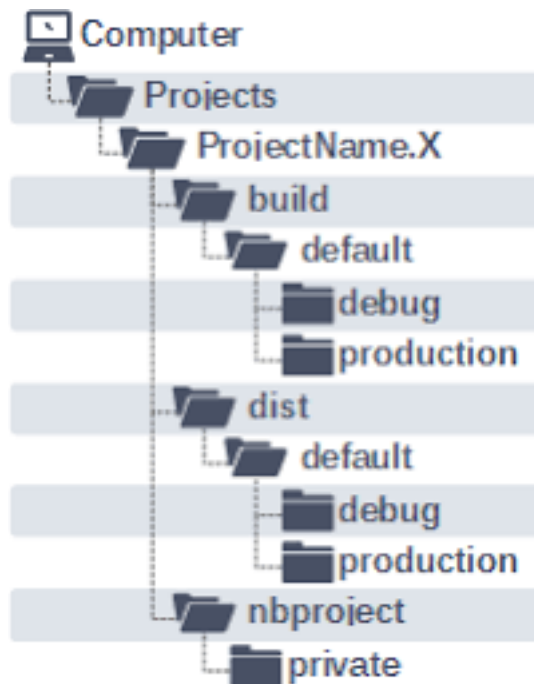 Computer
Projects
ProjectName.X
build
default
debug
production
dist
default
debug
production
nbproject
private